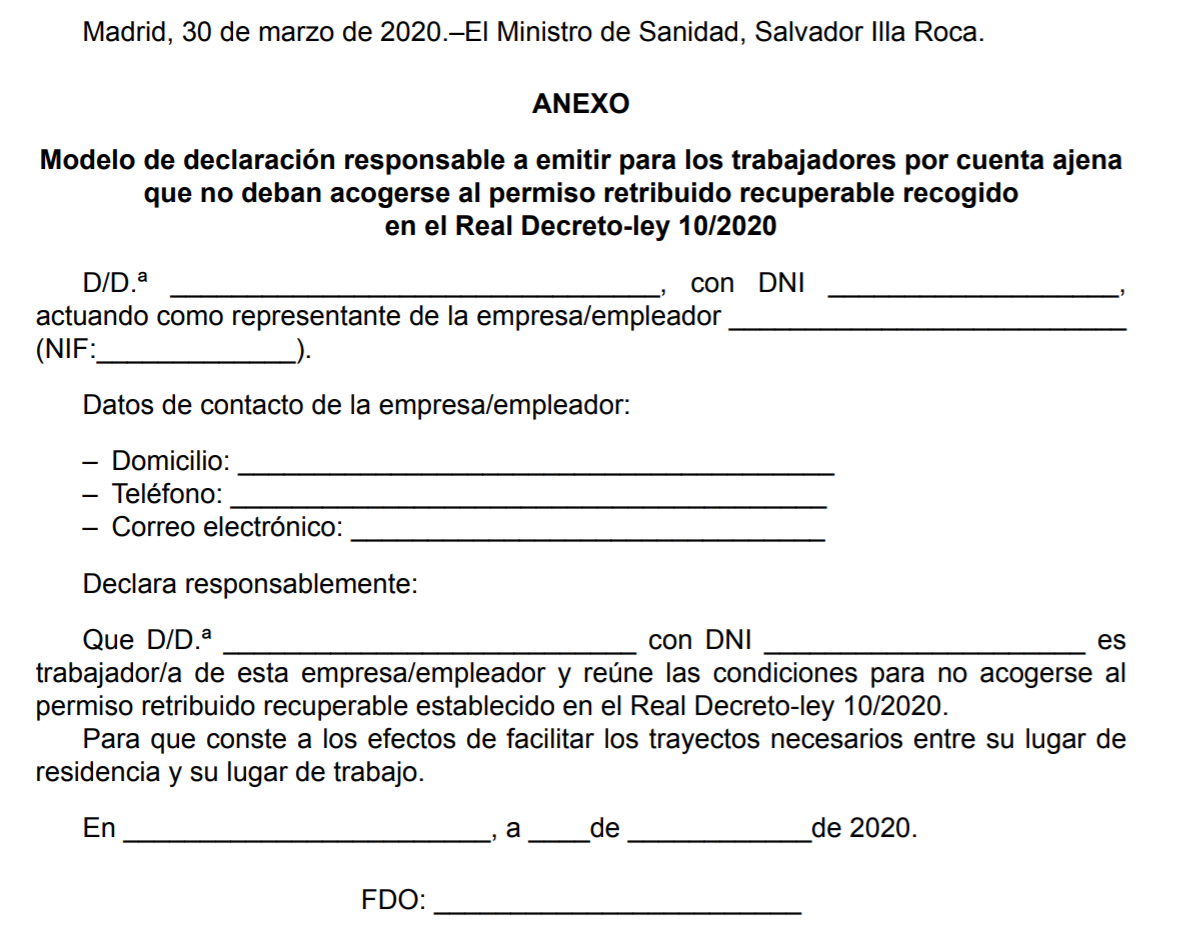 Madrid, 30 de marzo de 2020.–El Ministro de Sanidad, Salvador Illa Roca.
ANEXO
Modelo de declaración responsable a emitir para los trabajadores por cuenta ajena
que no deban acogerse al permiso retribuido recuperable recogido
en el Real Decreto-ley 10/2020
D/D.ª ________________________________, con DNI ___________________,
actuando como representante de la empresa/empleador __________________________
(NIF:_____________).
Datos de contacto de la empresa/empleador:
– Domicilio: _______________________________________
– Teléfono: _______________________________________
– Correo electrónico: _______________________________
Declara responsablemente:
Que D/D.ª ___________________________ con DNI _____________________ es
trabajador/a de esta empresa/empleador y reúne las condiciones para no acogerse al
permiso retribuido recuperable establecido en el Real Decreto-ley 10/2020.
Para que conste a los efectos de facilitar los trayectos necesarios entre su lugar de
residencia y su lugar de trabajo.
En ________________________, a ____de ____________de 2020.
FDO: ________________________